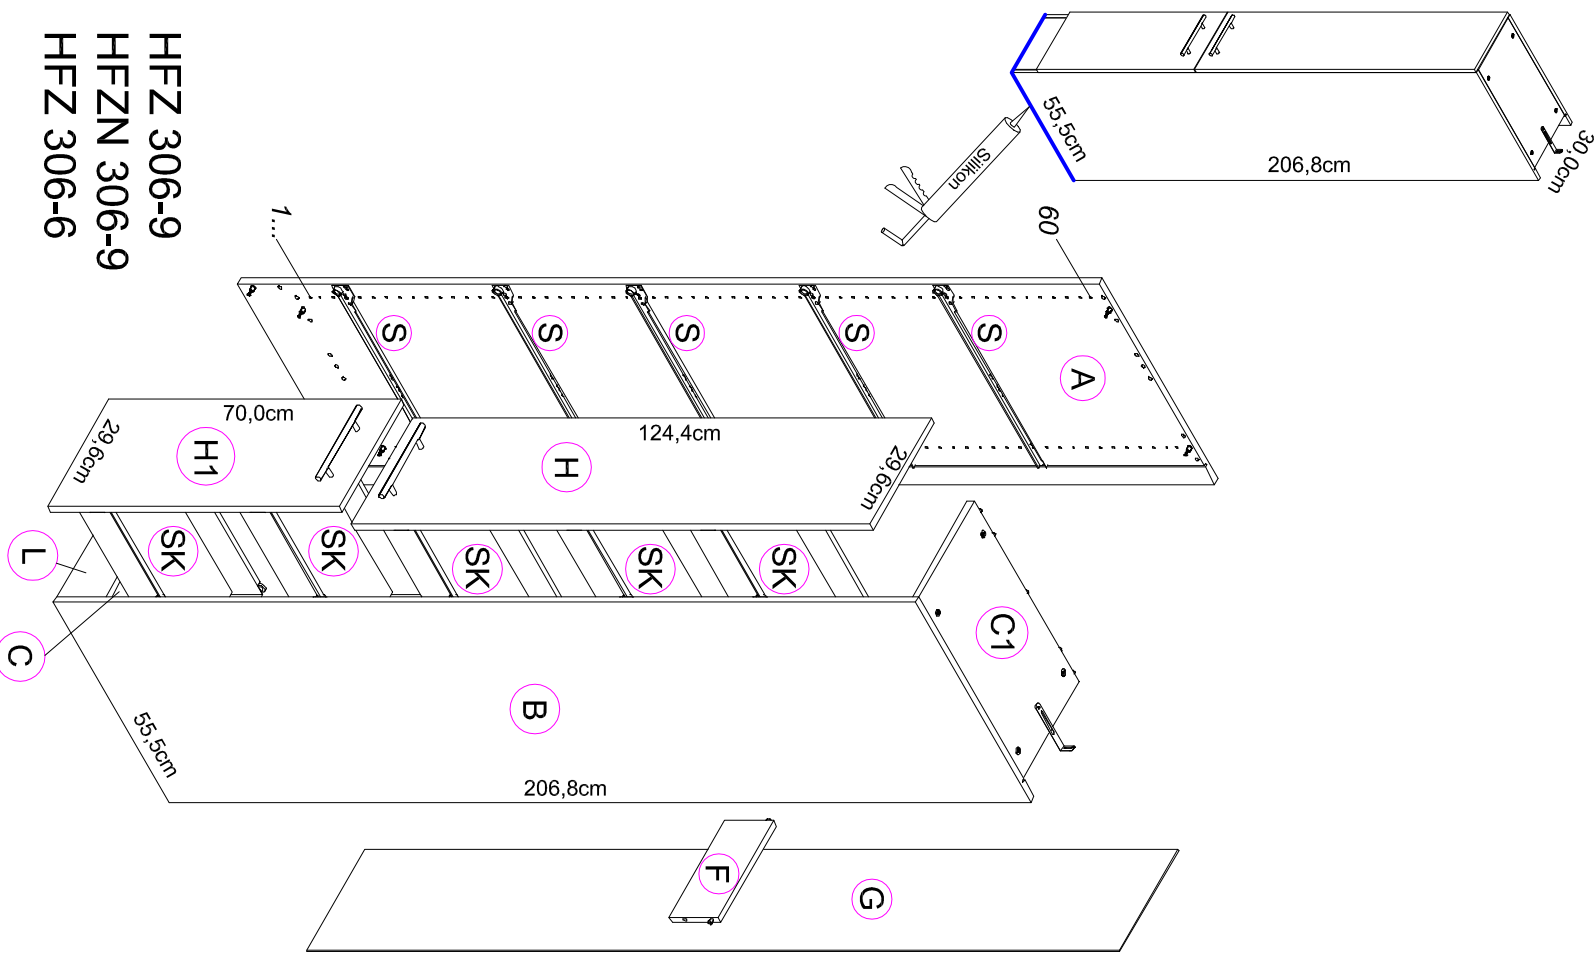 HFZ 306-9
HFZN 306-9
HFZ 306-6
30,0cm
206,8cm
55,5cm
Silikon
60
1...
A
S
S
S
S
S
124,4cm
29,6cm
H
70,0cm
29,6cm
H1
SK
SK
SK
SK
SK
L
C
C1
B
55,5cm
206,8cm
F
G